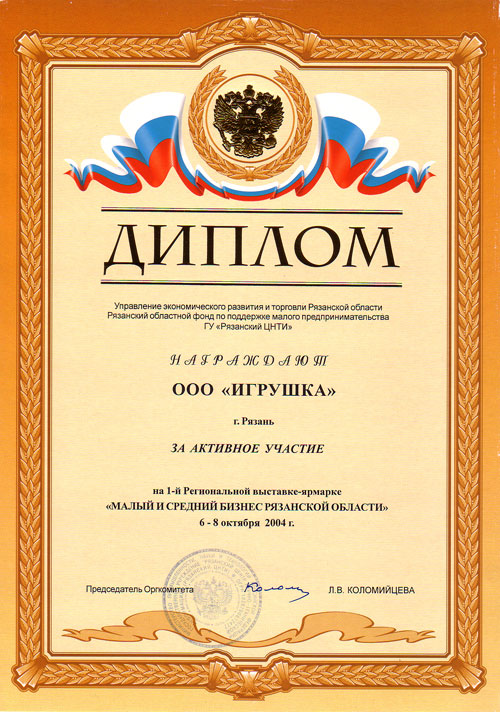 ДИПЛОМ
Управление экономического развития и торговли Рязанской области
Рязанский областной фонд по поддержке малого предпринимательства
ГУ «Рязанский ЦНТИ»
НАГРАЖДАЮТ
ООО «ИГРУШКА»
г. Рязань
ЗА АКТИВНОЕ УЧАСТИЕ
на 1-й Региональной выставке-ярмарке
«МАЛЫЙ И СРЕДНИЙ БИЗНЕС РЯЗАНСКОЙ ОБЛАСТИ»
6 - 8 октября 2004 г.
Председатель Оргкомитета Л.В. КОЛОМИЙЦЕВА